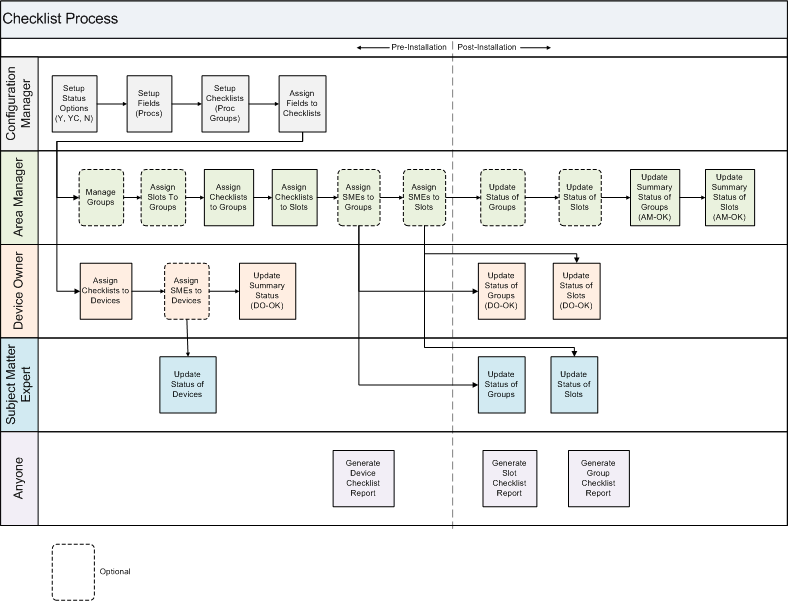 Checklist Process
Pre-Installation
Post-Installation
Configuration
Manager
Setup
Status
Options
(Y, YC, N)
Setup
Fields
(Procs)
Setup
Checklists
(Proc
Groups)
Assign
Fields to
Checklists
Area Manager
Manage
Groups
Assign
Slots To
Groups
Assign
Checklists
to Groups
Assign
Checklists
to Slots
Assign
SMEs to
Groups
Assign
SMEs to
Slots
Update
Status of
Groups
Update
Status of
Slots
Update
Summary
Status of
Groups
(AM-OK)
Update
Summary
Status of
Slots
(AM-OK)
Device Owner
Assign
Checklists to
Devices
Assign
SMEs to
Devices
Update
Summary
Status
(DO-OK)
Update
Status of
Groups
(DO-OK)
Update
Status of
Slots
(DO-OK)
Subject Matter
Expert
Update
Status of
Devices
Update
Status of
Groups
Update
Status of
Slots
Anyone
Generate
Device
Checklist
Report
Generate
Slot
Checklist
Report
Generate
Group
Checklist
Report
Optional